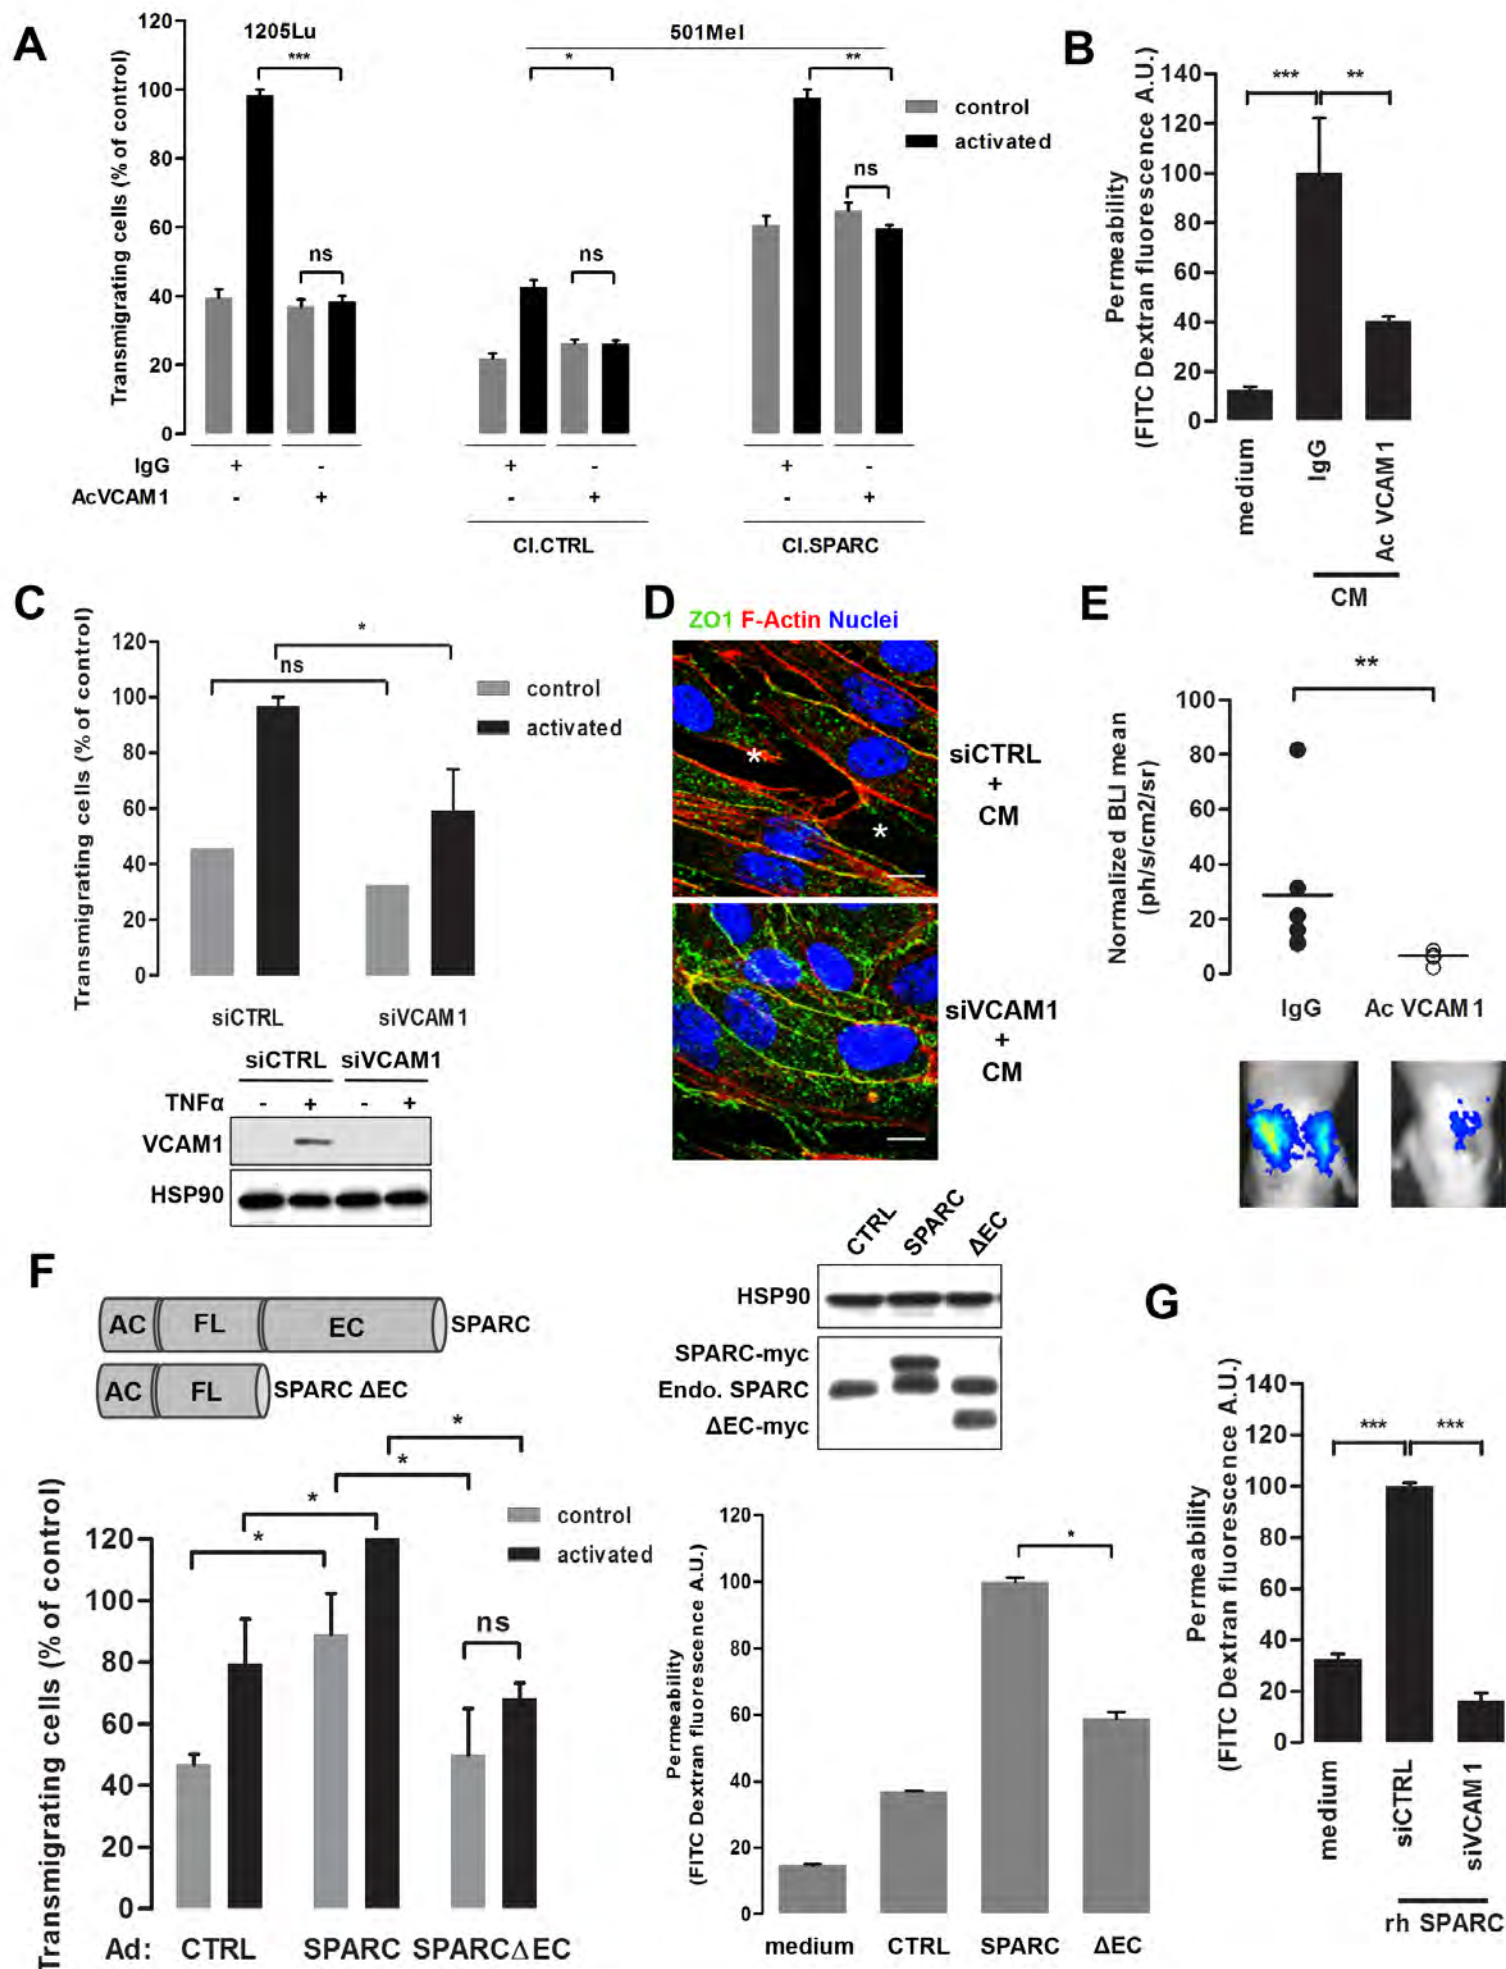 A
Transmigrating cells (% of control)
120
100
80
60
40
20
0
1205Lu
501Mel
***
*
**
ns
ns
ns
control
activated
IgG + - + - + -
AcVCAM1 - + - + - +
Cl.CTRL
Cl.SPARC
B
Permeability
(FITC Dextran fluorescence A.U.)
140
120
100
80
60
40
20
0
*** **
medium
IgG
Ac VCAM1
CM
C
Transmigrating cells (% of control)
120
100
80
60
40
20
0
*
ns
control
activated
siCTRL siVCAM1
siCTRL siVCAM1
TNFα - + - +
VCAM1
HSP90
D
ZO1 F-Actin Nuclei
*
*
siCTRL
+
CM
siVCAM1
+
CM
E
Normalized BLI mean
(ph/s/cm2/sr)
100
80
60
40
20
0
**
IgG Ac VCAM1
F
AC FL EC SPARC
AC FL SPARC ΔEC
Transmigrating cells (% of control)
120
100
80
60
40
20
0
*
*
*
*
ns
control
activated
Ad: CTRL SPARC SPARCΔEC
CTRL
SPARC
ΔEC
HSP90
SPARC-myc
Endo. SPARC
ΔEC-myc
Permeability
(FITC Dextran fluorescence A.U.)
120
100
80
60
40
20
0
*
medium CTRL SPARC ΔEC
G
Permeability
(FITC Dextran fluorescence A.U.)
140
120
100
80
60
40
20
0
*** ***
medium
siCTRL
siVCAM1
rh SPARC